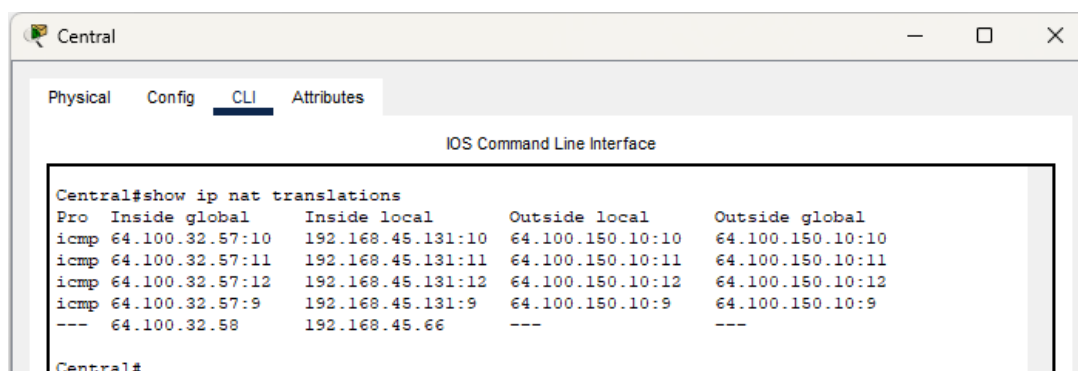 Central
Physical Config CLI Attributes
IOS Command Line Interface
Central#show ip nat translations
Pro Inside global Inside local Outside local Outside global
icmp 64.100.32.57:10 192.168.45.131:10 64.100.150.10:10 64.100.150.10:10
icmp 64.100.32.57:11 192.168.45.131:11 64.100.150.10:11 64.100.150.10:11
icmp 64.100.32.57:12 192.168.45.131:12 64.100.150.10:12 64.100.150.10:12
icmp 64.100.32.57:9 192.168.45.131:9 64.100.150.10:9 64.100.150.10:9
--- 64.100.32.58 192.168.45.66 --- ---
Central#